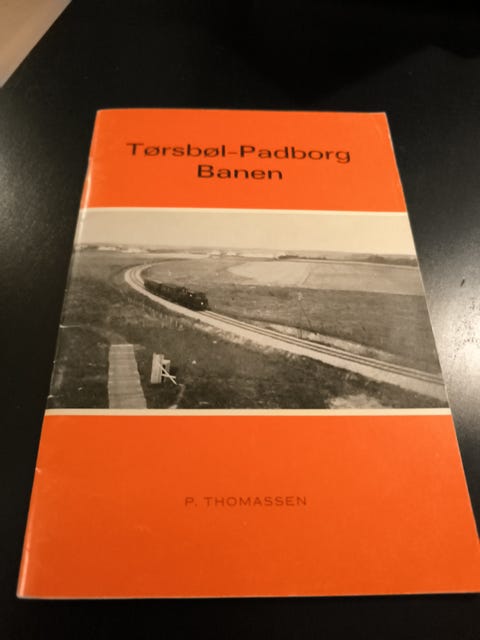 Tørsbøl-Padborg
Banen
P. THOMASSEN